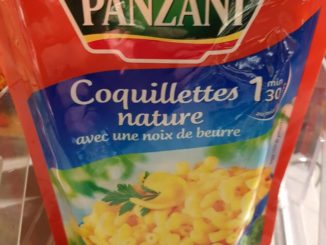 PANZANI
Coquillettes
nature
avec une noix de beurre
1 min
30